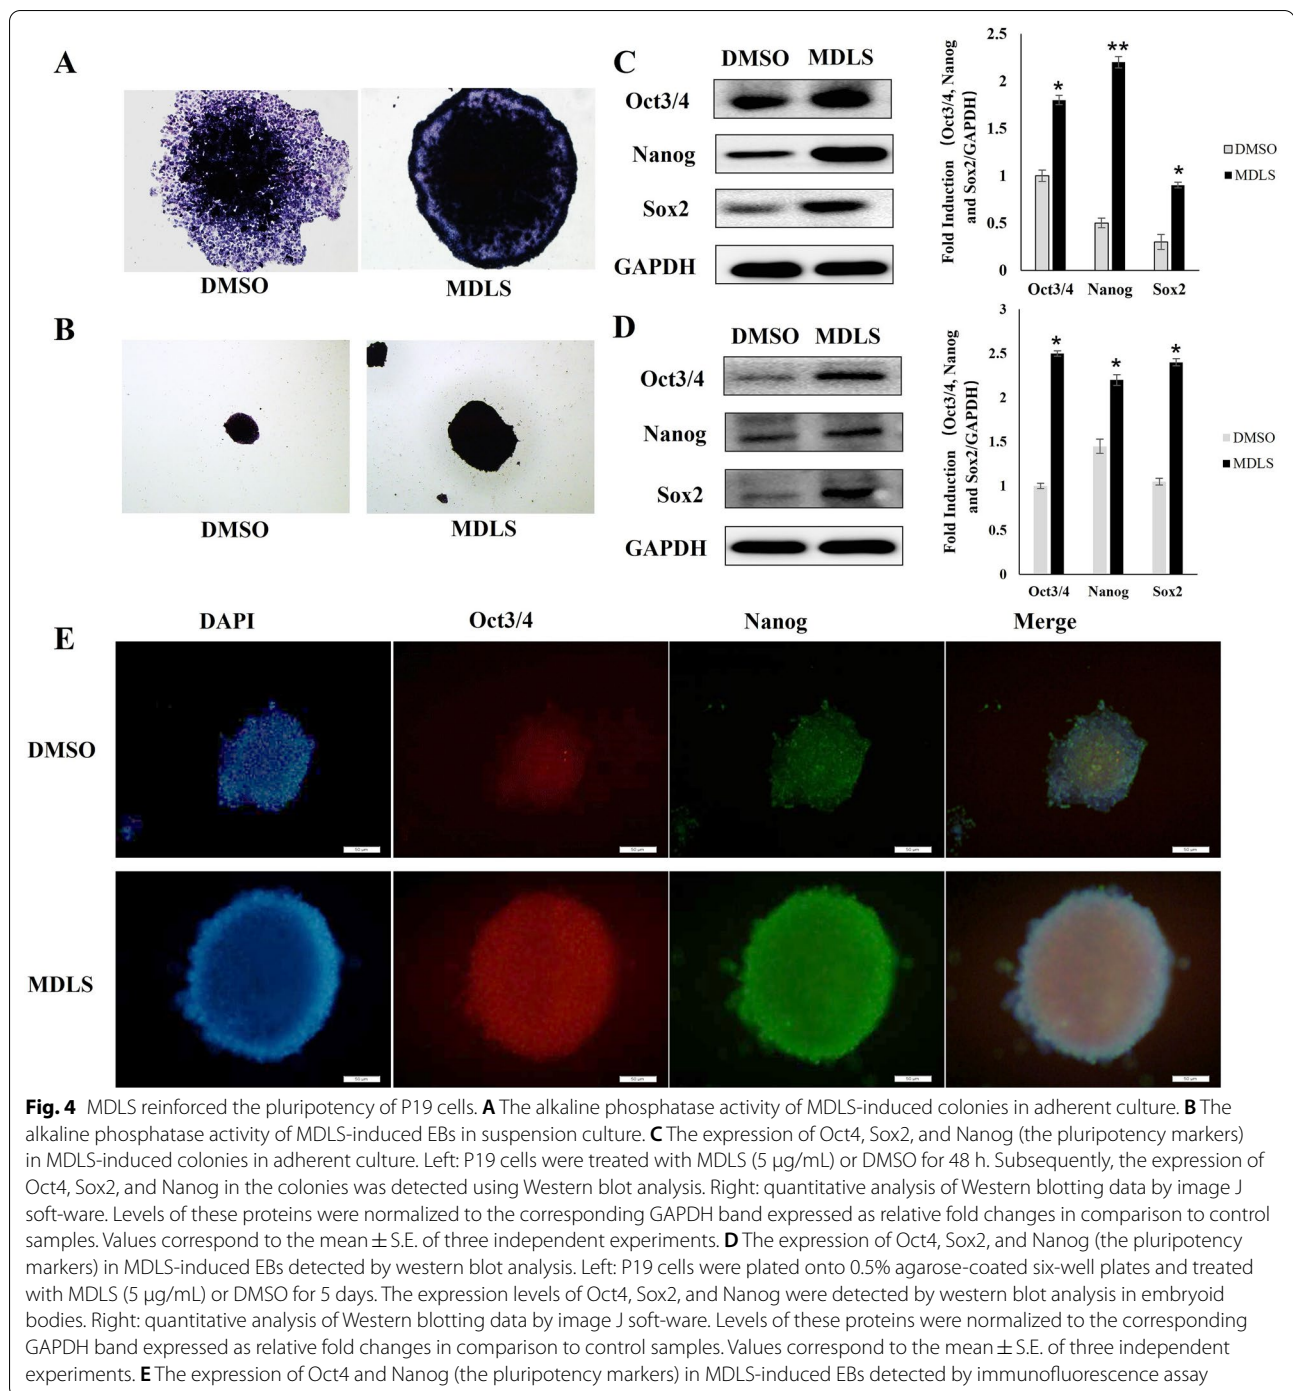 A
DMSO
MDLS
B
DMSO
MDLS
C
DMSO MDLS
Oct3/4
Nanog
Sox2
GAPDH
Fold Induction (Oct3/4, Nanog
and Sox2/GAPDH)
2.5
2
1.5
1
0.5
0
* ** *
Oct3/4 Nanog Sox2
DMSO
MDLS
D
DMSO MDLS
Oct3/4
Nanog
Sox2
GAPDH
Fold Induction (Oct3/4, Nanog
and Sox2/GAPDH)
3
2.5
2
1.5
1
0.5
0
* * *
Oct3/4 Nanog Sox2
DMSO
MDLS
E
DAPI Oct3/4 Nanog Merge
DMSO
50 μm 50 μm 50 μm 50 μm
MDLS
50 μm 50 μm 50 μm 50 μm
Fig. 4 MDLS reinforced the pluripotency of P19 cells. A The alkaline phosphatase activity of MDLS-induced colonies in adherent culture. B The
alkaline phosphatase activity of MDLS-induced EBs in suspension culture. C The expression of Oct4, Sox2, and Nanog (the pluripotency markers)
in MDLS-induced colonies in adherent culture. Left: P19 cells were treated with MDLS (5 μg/mL) or DMSO for 48 h. Subsequently, the expression of
Oct4, Sox2, and Nanog in the colonies was detected using Western blot analysis. Right: quantitative analysis of Western blotting data by image J
soft-ware. Levels of these proteins were normalized to the corresponding GAPDH band expressed as relative fold changes in comparison to control
samples. Values correspond to the mean ± S.E. of three independent experiments. D The expression of Oct4, Sox2, and Nanog (the pluripotency
markers) in MDLS-induced EBs detected by western blot analysis. Left: P19 cells were plated onto 0.5% agarose-coated six-well plates and treated
with MDLS (5 μg/mL) or DMSO for 5 days. The expression levels of Oct4, Sox2, and Nanog were detected by western blot analysis in embryoid
bodies. Right: quantitative analysis of Western blotting data by image J soft-ware. Levels of these proteins were normalized to the corresponding
GAPDH band expressed as relative fold changes in comparison to control samples. Values correspond to the mean ± S.E. of three independent
experiments. E The expression of Oct4 and Nanog (the pluripotency markers) in MDLS-induced EBs detected by immunofluorescence assay